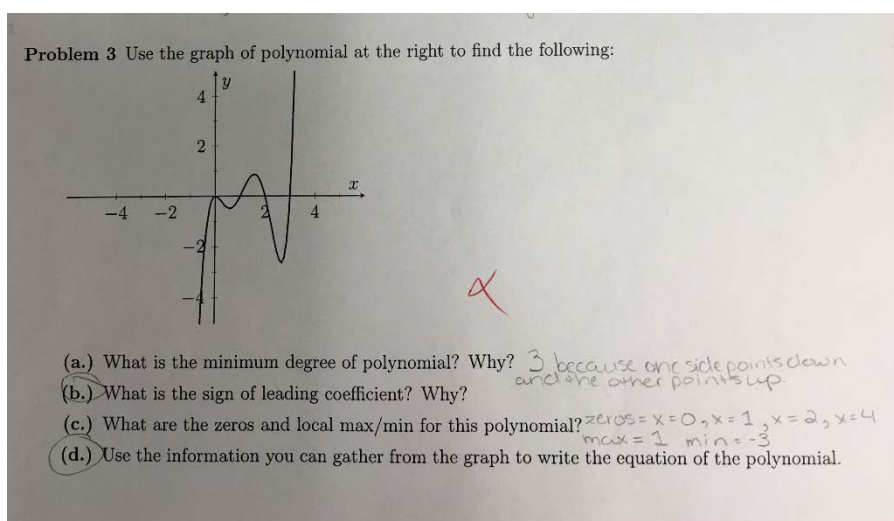 Problem 3 Use the graph of polynomial at the right to find the following:
y
4
2
x
-4 -2 2 4
-2
-4
α
(a.) What is the minimum degree of polynomial? Why? 3 because one side points down
and the other points up.
(b.) What is the sign of leading coefficient? Why?
(c.) What are the zeros and local max/min for this polynomial? zeros = x=0, x=1, x=2, x=4
max = 1 min = -3
(d.) Use the information you can gather from the graph to write the equation of the polynomial.